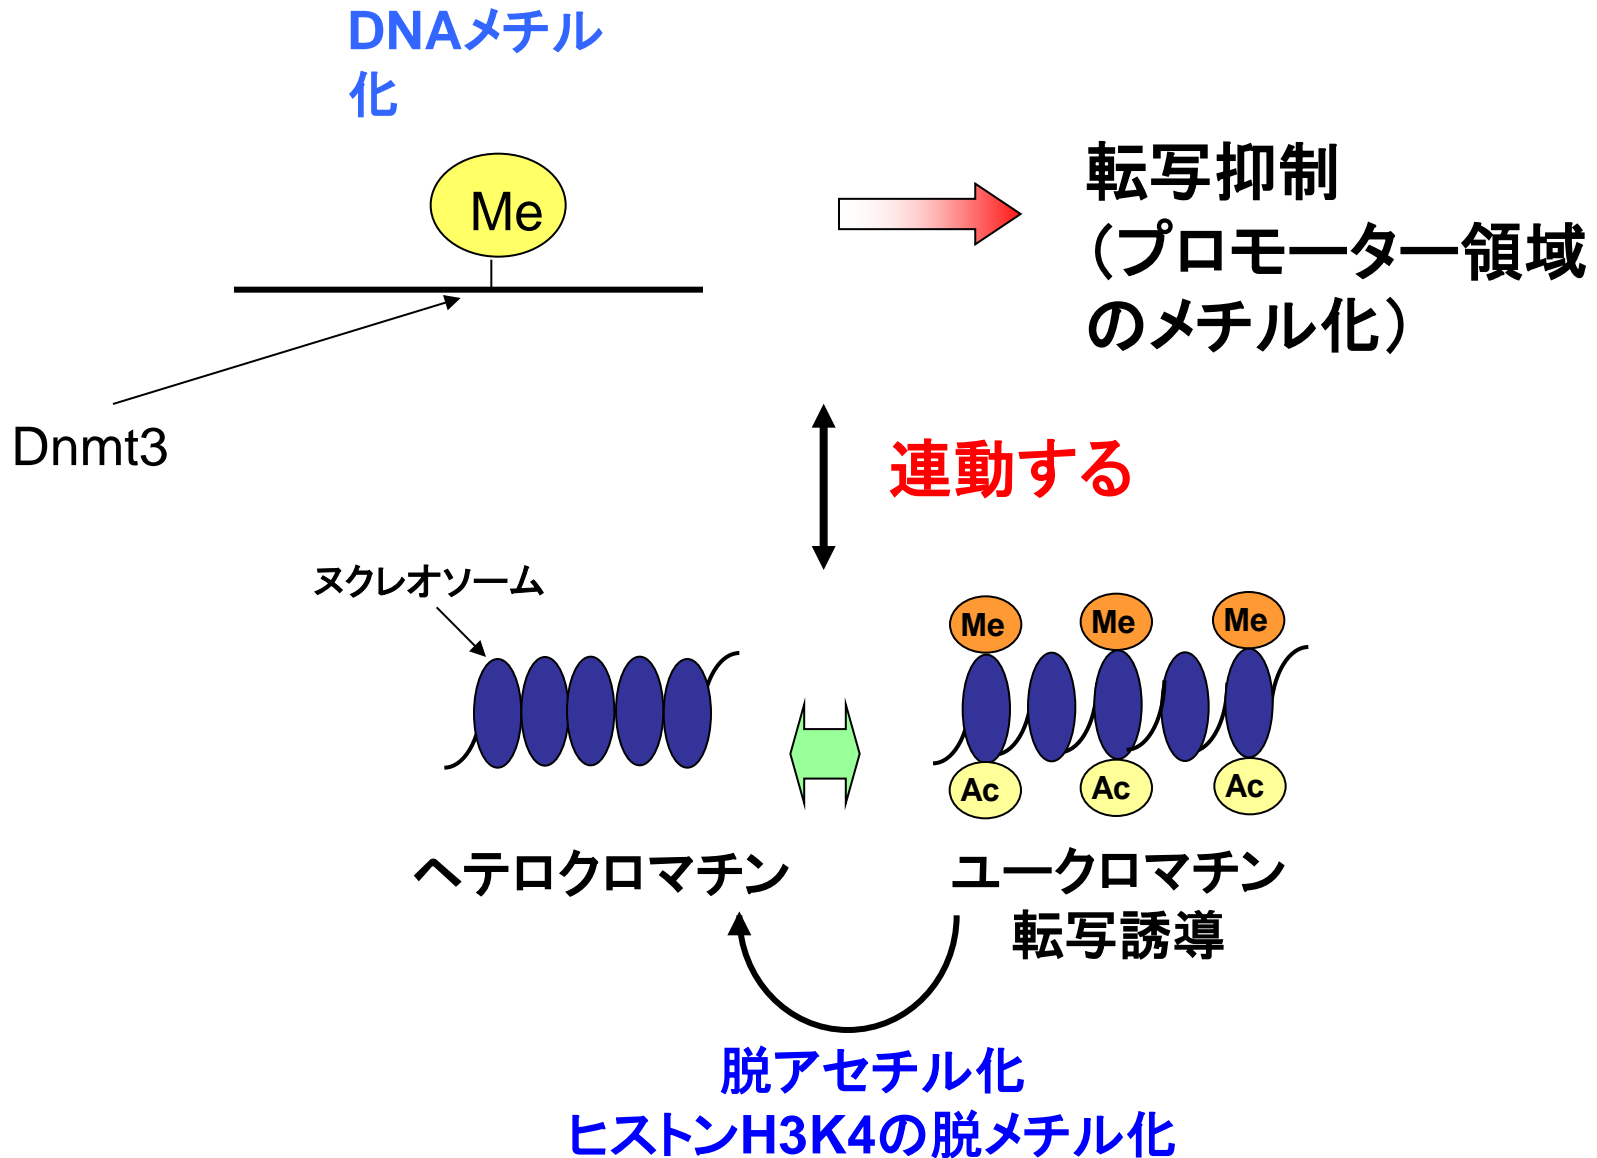 DNAメチル
化
Me
転写抑制
（プロモーター領域
のメチル化）
Dnmt3
連動する
ヌクレオソーム
Me
Me
Me
Ac
Ac
Ac
ヘテロクロマチン
ユークロマチン
転写誘導
脱アセチル化
ヒストンH3K4の脱メチル化